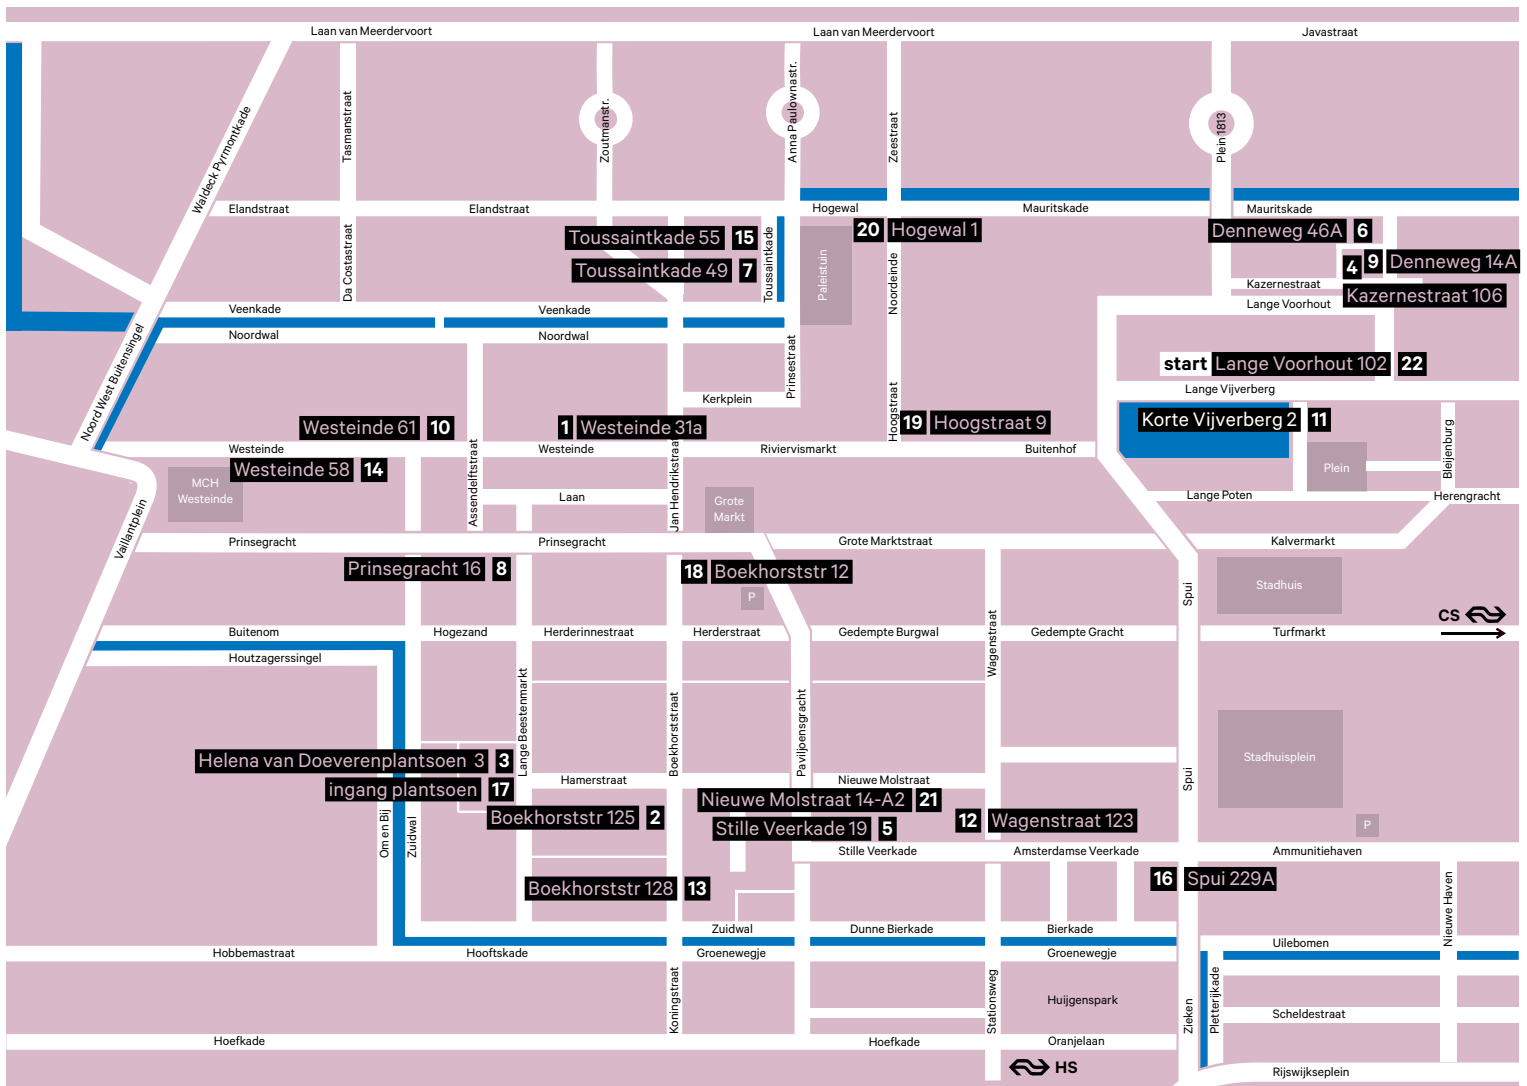 Laan van Meerdervoort
Laan van Meerdervoort
Javastraat
Waldeck Pyrmontkade
Tasmanstraat
Zoutmanstr.
Anna Paulownastr.
Zeestraat
Plein 1813
Elandstraat
Elandstraat
Hogewal
Mauritskade
Mauritskade
20 Hogewal 1
Denneweg 46A 6
Toussaintkade 55 15
Toussaintkade 49 7
Toussaintkade
Da Costastraat
Paleistuin
Noordeinde
4
9 Denneweg 14A
Kazernestraat
Kazernestraat 106
Lange Voorhout
Veenkade
Veenkade
Noordwal
Noordwal
Noord West Buitensingel
Prinsestraat
start Lange Voorhout 102 22
Lange Vijverberg
Kerkplein
Hoogstraat
Westeinde 61 10
1 Westeinde 31a
19 Hoogstraat 9
Korte Vijverberg 2 11
Westeinde
Westeinde
Riviervismarkt
Buitenhof
Bleijenburg
Westeinde 58 14
Assendelftstraat
Jan Hendrikstraat
Plein
MCH
Westeinde
Laan
Grote
Markt
Lange Poten
Herengracht
Vaillantplein
Prinsegracht
Prinsegracht
Grote Marktstraat
Kalvermarkt
Prinsegracht 16 8
18 Boekhorststr 12
P
Spui
Stadhuis
CS
Buitenom
Hogezand
Herderinnestraat
Herderstraat
Gedempte Burgwal
Wagenstraat
Gedempte Gracht
Turfmarkt
Houtzagerssingel
Lange Beestenmarkt
Boekhorststraat
Paviljoensgracht
Helena van Doeverenplantsoen 3 3
ingang plantsoen 17
Hamerstraat
Nieuwe Molstraat
Spui
Stadhuisplein
Nieuwe Molstraat 14-A2 21
Boekhorststr 125 2
Stille Veerkade 19 5
12 Wagenstraat 123
P
Om en Bij
Zuidwal
Stille Veerkade
Amsterdamse Veerkade
Ammunitiehaven
Boekhorststr 128 13
16 Spui 229A
Nieuwe Haven
Zuidwal
Dunne Bierkade
Bierkade
Uilebomen
Hobbemastraat
Hooftskade
Groenewegje
Groenewegje
Koningstraat
Stationsweg
Huijgenspark
Zieken
Pletterijkade
Scheldestraat
Hoefkade
Hoefkade
Oranjelaan
HS
Rijswijkseplein